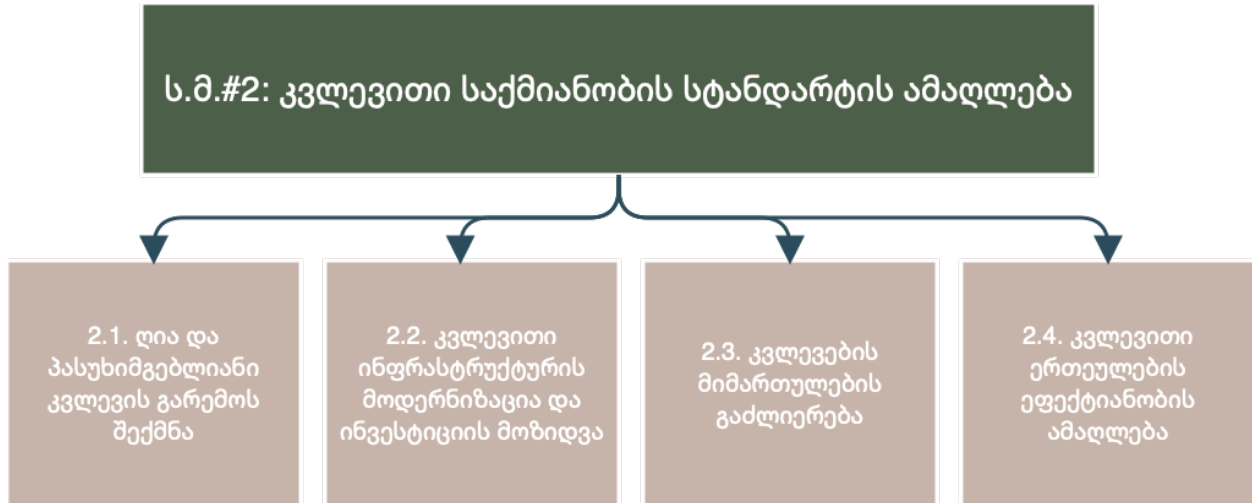 ს.მ.#2: კვლევითი საქმიანობის სტანდარტის ამაღლება
2.1. ღია და
პასუხიმგებლიანი
კვლევის გარემოს
შექმნა
2.2. კვლევითი
ინფრასტრუქტურის
მოდერნიზაცია და
ინვესტიციის მოზიდვა
2.3. კვლევების
მიმართულების
გაძლიერება
2.4. კვლევითი
ერთეულების
ეფექტიანობის
ამაღლება